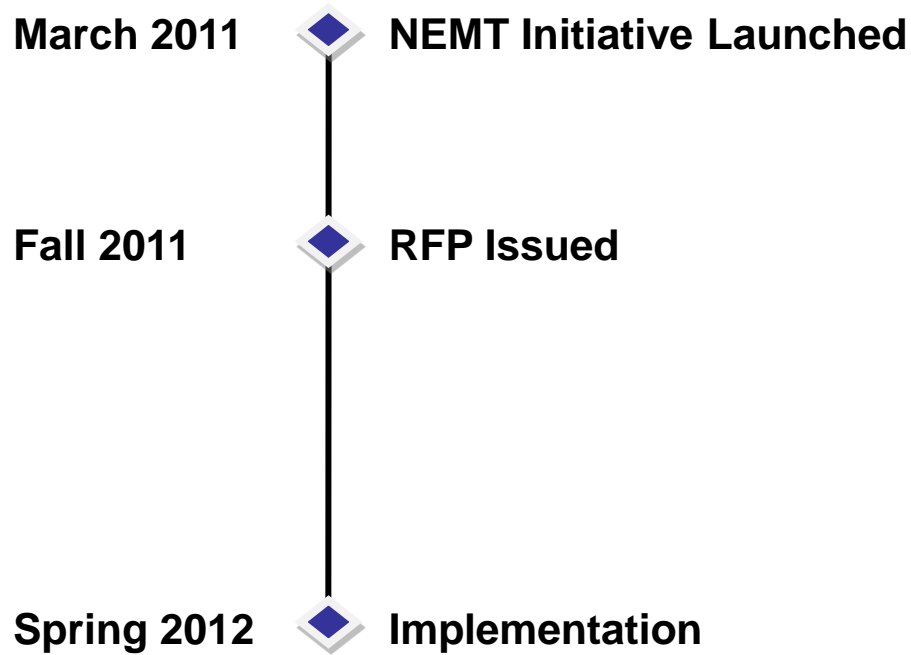 March 2011 NEMT Initiative Launched
Fall 2011 RFP Issued
Spring 2012 Implementation